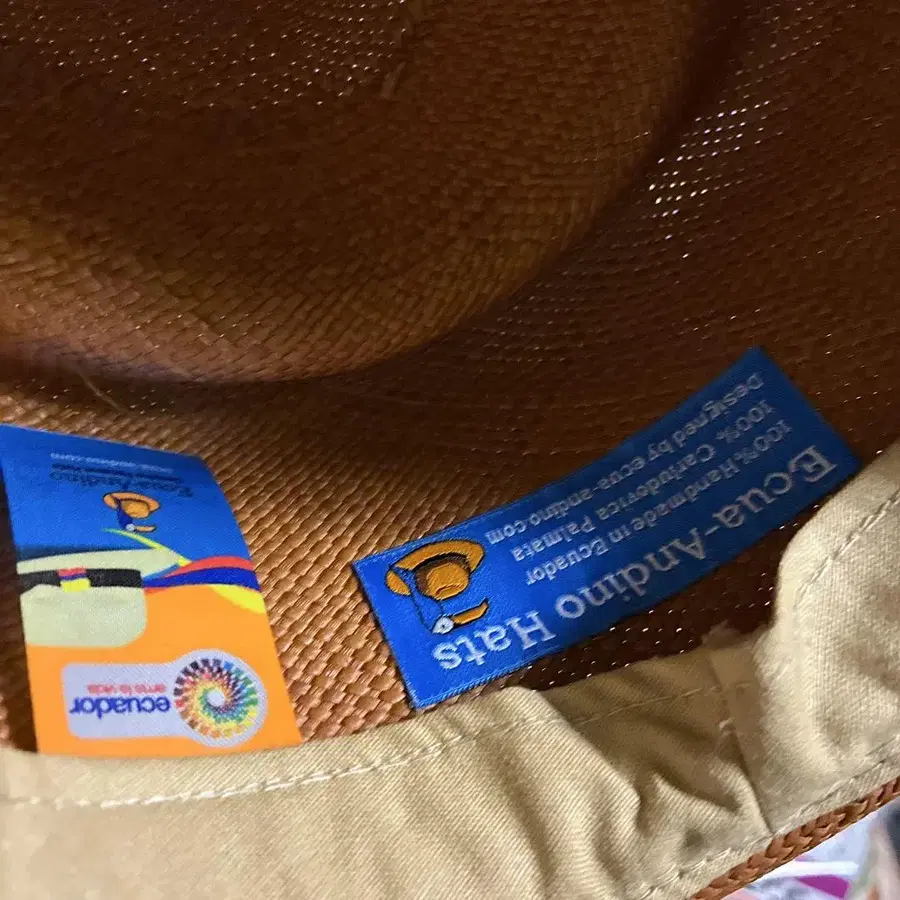 Ecua-Andino Hats
100% Handmade in Ecuador
100% Carludovica Palmata
Designed by ecua-andino.com
Ecua-Andino
ecuador
ama la vida